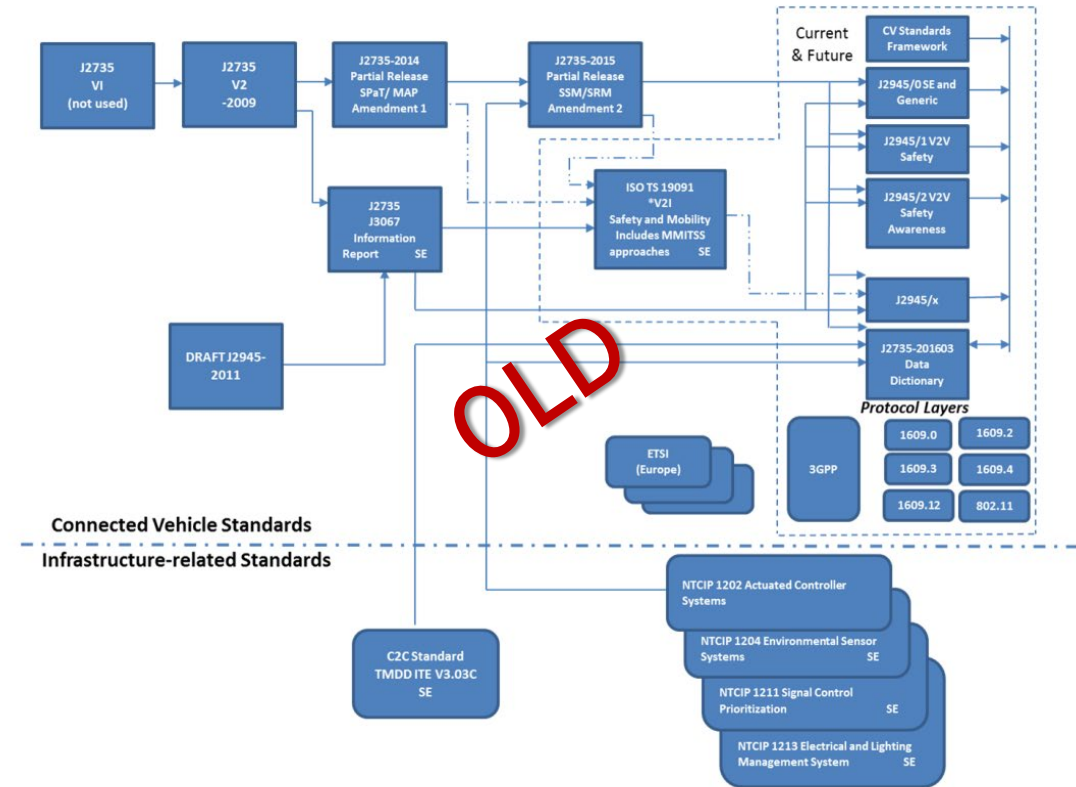 J2735
VI
(not used)
J2735
V2
-2009
J2735-2014
Partial Release
SPaT/ MAP
Amendment 1
J2735-2015
Partial Release
SSM/SRM
Amendment 2
Current
& Future
CV Standards
Framework
J2945/0 SE and
Generic
J2945/1 V2V
Safety
J2945/2 V2V
Safety
Awareness
J2735
J3067
Information
Report SE
ISO TS 19091
*V2I
Safety and Mobility
Includes MMITSS
approaches SE
J2945/x
DRAFT J2945-
2011
OLD
J2735-201603
Data
Dictionary
Protocol Layers
ETSI
(Europe)
3GPP
1609.0
1609.2
1609.3
1609.4
1609.12
802.11
Connected Vehicle Standards
Infrastructure-related Standards
C2C Standard
TMDD ITE V3.03C
SE
NTCIP 1202 Actuated Controller
Systems
NTCIP 1204 Environmental Sensor
Systems SE
NTCIP 1211 Signal Control
Prioritization SE
NTCIP 1213 Electrical and Lighting
Management System SE